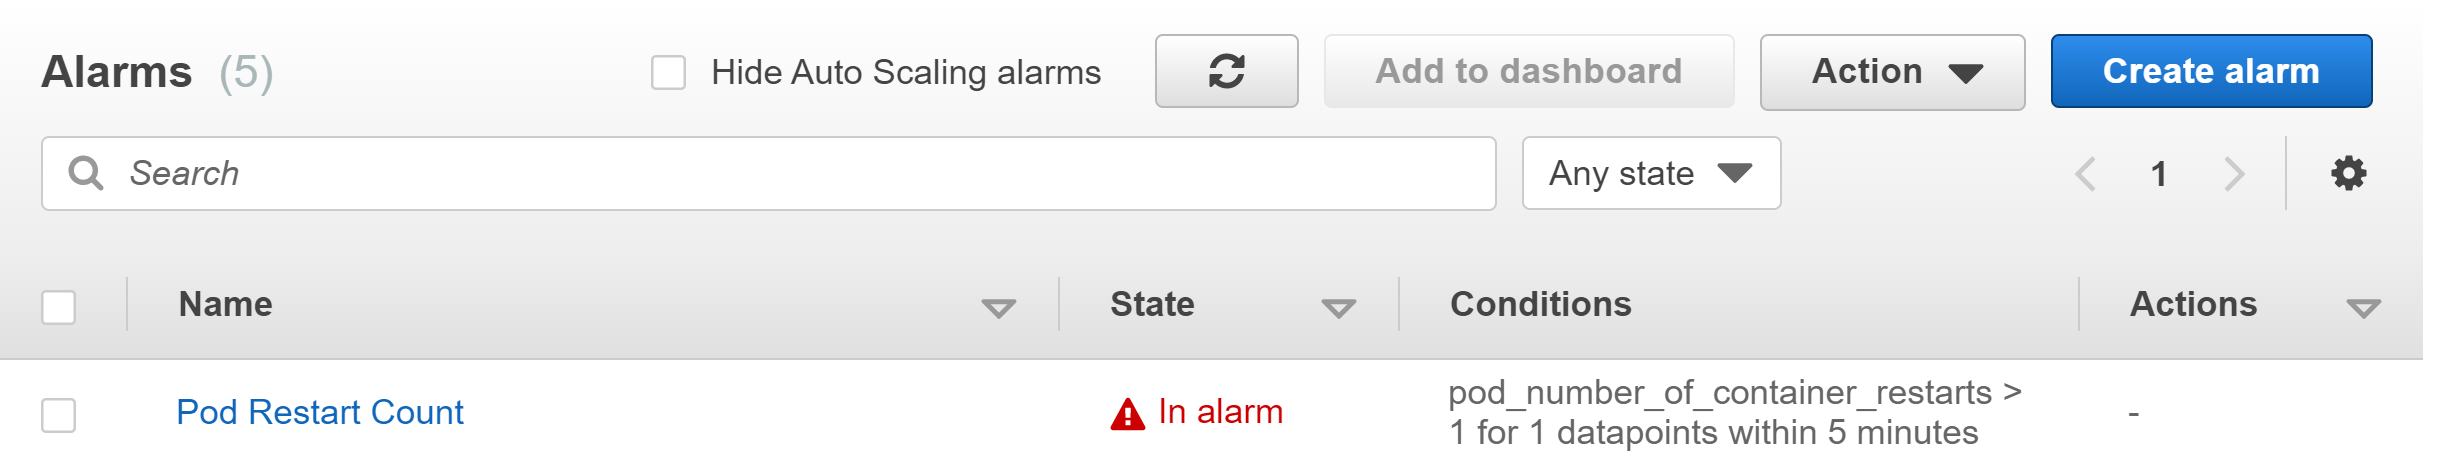 Alarms (5) Hide Auto Scaling alarms Add to dashboard Action Create alarm
Search Any state 1
Name State Conditions Actions
Pod Restart Count In alarm pod_number_of_container_restarts >
1 for 1 datapoints within 5 minutes -